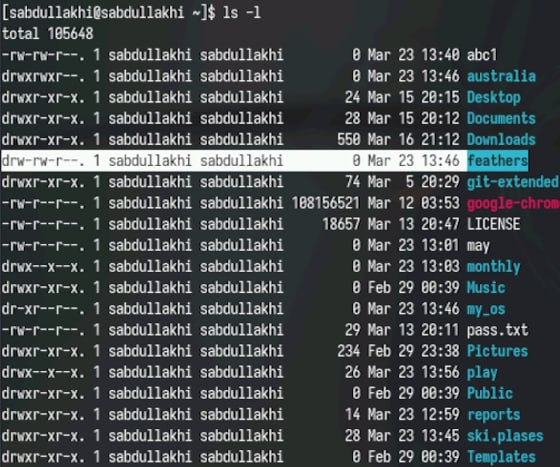 [sabdullakhi@sabdullakhi ~]$ ls -l
total 105648
-rw-rw-r--. 1 sabdullakhi sabdullakhi 0 Mar 23 13:40 abc1
drwxrwxr--. 1 sabdullakhi sabdullakhi 0 Mar 23 13:46 australia
drwxr-xr-x. 1 sabdullakhi sabdullakhi 24 Mar 15 20:15 Desktop
drwxr-xr-x. 1 sabdullakhi sabdullakhi 28 Mar 15 20:12 Documents
drwxr-xr-x. 1 sabdullakhi sabdullakhi 550 Mar 16 21:12 Downloads
drw-rw-r--. 1 sabdullakhi sabdullakhi 0 Mar 23 13:46 feathers
drwxr-xr-x. 1 sabdullakhi sabdullakhi 74 Mar 5 20:29 git-extended
-rw-r--r--. 1 sabdullakhi sabdullakhi 108156521 Mar 12 03:53 google-chrom
-rw-r--r--. 1 sabdullakhi sabdullakhi 18657 Mar 13 20:47 LICENSE
-rw-r--r--. 1 sabdullakhi sabdullakhi 0 Mar 23 13:01 may
drwx--x--x. 1 sabdullakhi sabdullakhi 0 Mar 23 13:03 monthly
drwxr-xr-x. 1 sabdullakhi sabdullakhi 0 Feb 29 00:39 Music
dr-xr--r--. 1 sabdullakhi sabdullakhi 0 Mar 23 13:46 my_os
-rw-r--r--. 1 sabdullakhi sabdullakhi 29 Mar 13 20:11 pass.txt
drwxr-xr-x. 1 sabdullakhi sabdullakhi 234 Feb 29 23:38 Pictures
drwx--x--x. 1 sabdullakhi sabdullakhi 26 Mar 23 13:56 play
drwxr-xr-x. 1 sabdullakhi sabdullakhi 0 Feb 29 00:39 Public
drwxr-xr-x. 1 sabdullakhi sabdullakhi 14 Mar 23 12:59 reports
drwxr-xr-x. 1 sabdullakhi sabdullakhi 28 Mar 23 13:45 ski.plases
drwxr-xr-x. 1 sabdullakhi sabdullakhi 0 Feb 29 00:39 Templates